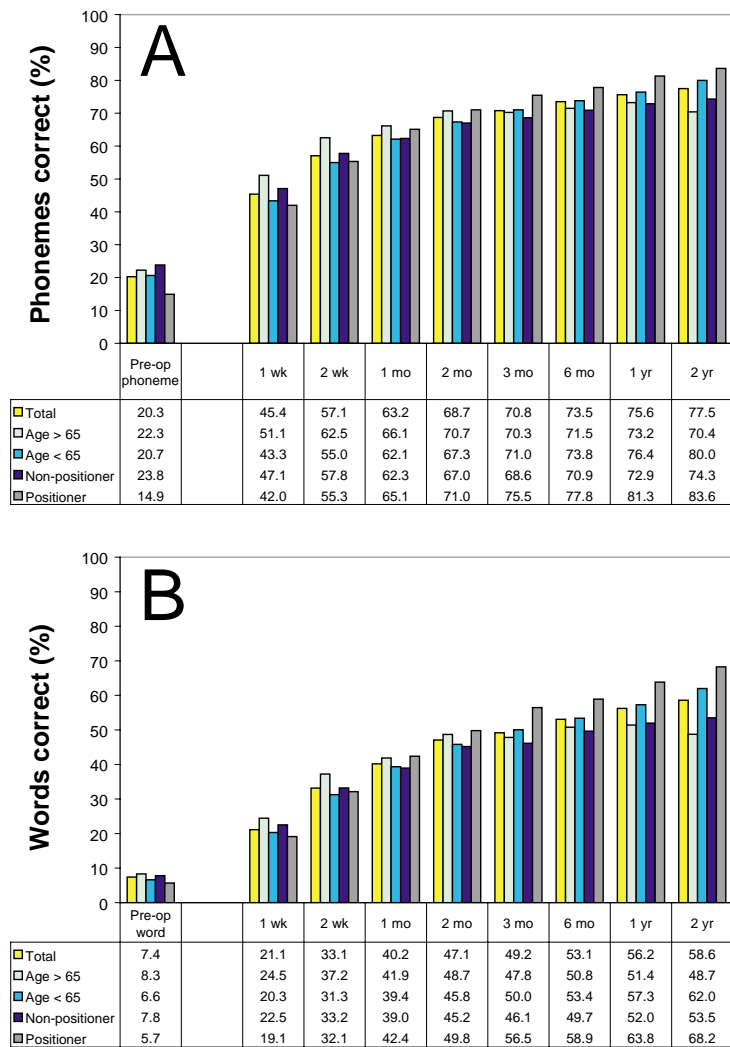 A
Phonemes correct (%)
100
90
80
70
60
50
40
30
20
10
0
Pre-op phoneme 1 wk 2 wk 1 mo 2 mo 3 mo 6 mo 1 yr 2 yr
Total 20.3 45.4 57.1 63.2 68.7 70.8 73.5 75.6 77.5
Age > 65 22.3 51.1 62.5 66.1 70.7 70.3 71.5 73.2 70.4
Age < 65 20.7 43.3 55.0 62.1 67.3 71.0 73.8 76.4 80.0
Non-positioner 23.8 47.1 57.8 62.3 67.0 68.6 70.9 72.9 74.3
Positioner 14.9 42.0 55.3 65.1 71.0 75.5 77.8 81.3 83.6
B
Words correct (%)
100
90
80
70
60
50
40
30
20
10
0
Pre-op word 1 wk 2 wk 1 mo 2 mo 3 mo 6 mo 1 yr 2 yr
Total 7.4 21.1 33.1 40.2 47.1 49.2 53.1 56.2 58.6
Age > 65 8.3 24.5 37.2 41.9 48.7 47.8 50.8 51.4 48.7
Age < 65 6.6 20.3 31.3 39.4 45.8 50.0 53.4 57.3 62.0
Non-positioner 7.8 22.5 33.2 39.0 45.2 46.1 49.7 52.0 53.5
Positioner 5.7 19.1 32.1 42.4 49.8 56.5 58.9 63.8 68.2